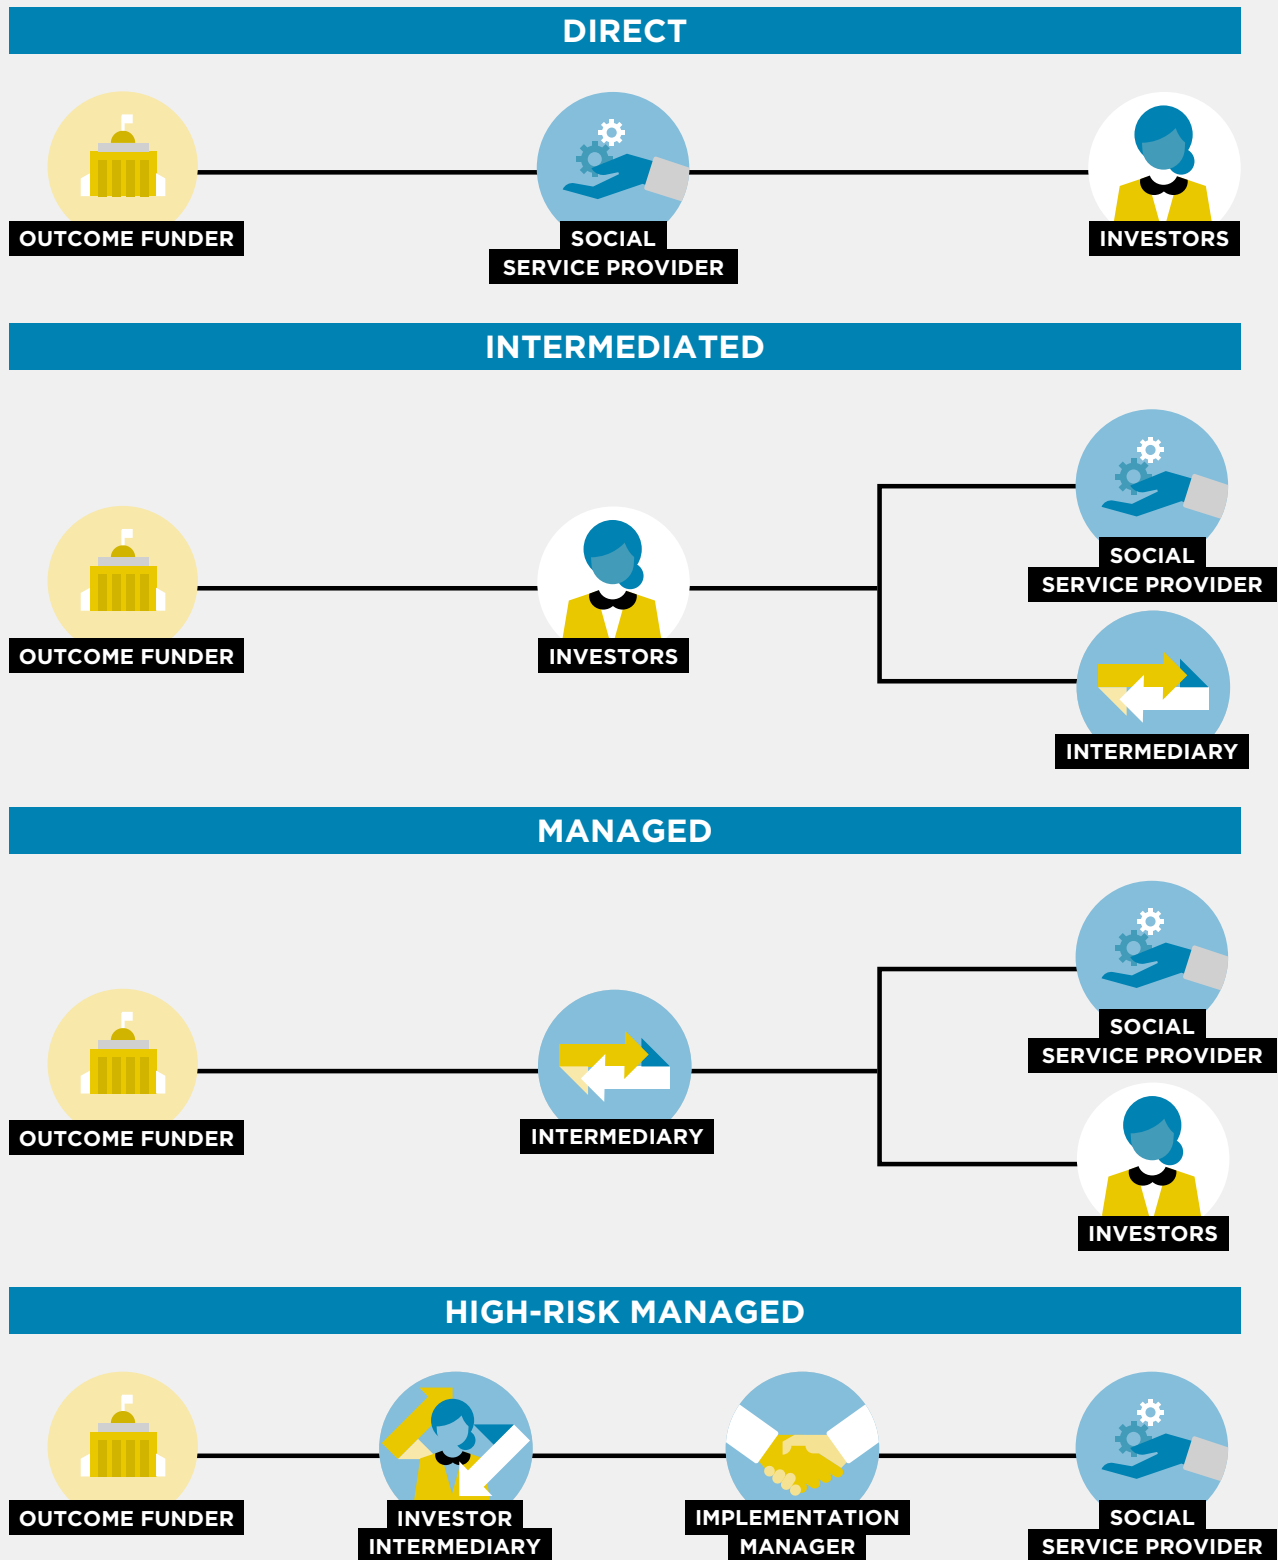 DIRECT
OUTCOME FUNDER
SOCIAL
SERVICE PROVIDER
INVESTORS
INTERMEDIATED
OUTCOME FUNDER
INVESTORS
SOCIAL
SERVICE PROVIDER
INTERMEDIARY
MANAGED
OUTCOME FUNDER
INTERMEDIARY
SOCIAL
SERVICE PROVIDER
INVESTORS
HIGH-RISK MANAGED
OUTCOME FUNDER
INVESTOR
INTERMEDIARY
IMPLEMENTATION
MANAGER
SOCIAL
SERVICE PROVIDER